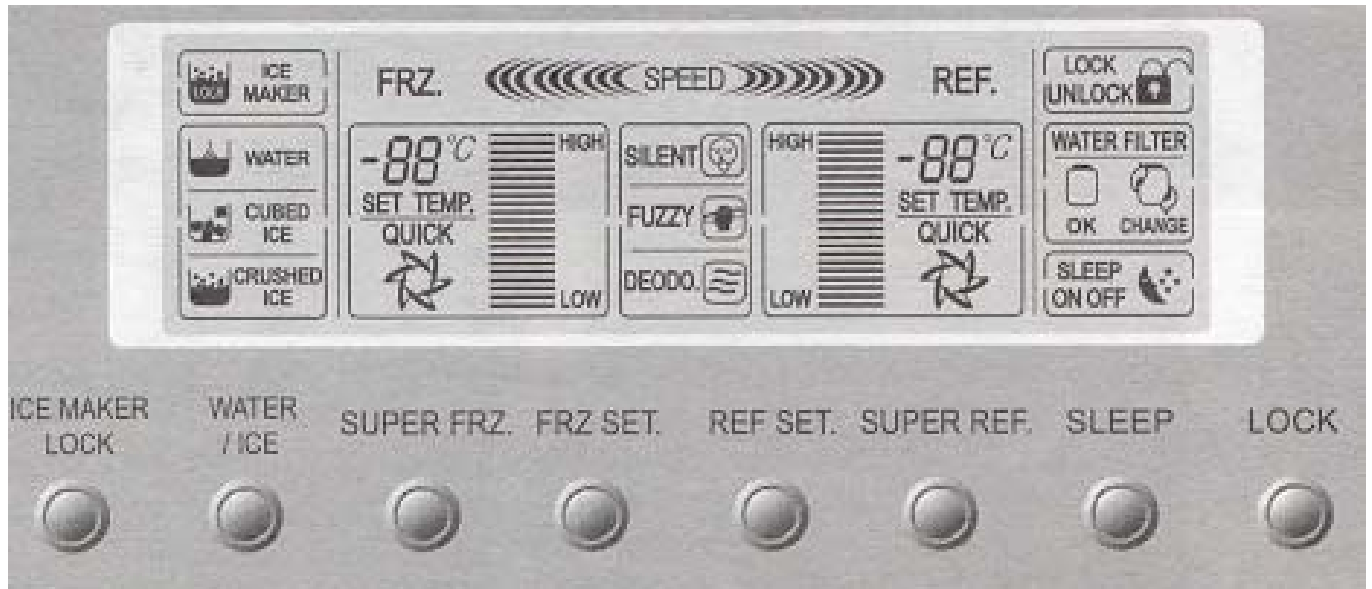 ICE
MAKER
LOCK
WATER
CUBED
ICE
CRUSHED
ICE
FRZ.
SPEED
REF.
-88°C
SET TEMP.
QUICK
HIGH
LOW
SILENT
FUZZY
DEODO.
HIGH
LOW
-88°C
SET TEMP.
QUICK
LOCK
UNLOCK
WATER FILTER
OK CHANGE
SLEEP
ON OFF
ICE MAKER
LOCK
WATER
/ ICE
SUPER FRZ.
FRZ SET.
REF SET.
SUPER REF.
SLEEP
LOCK